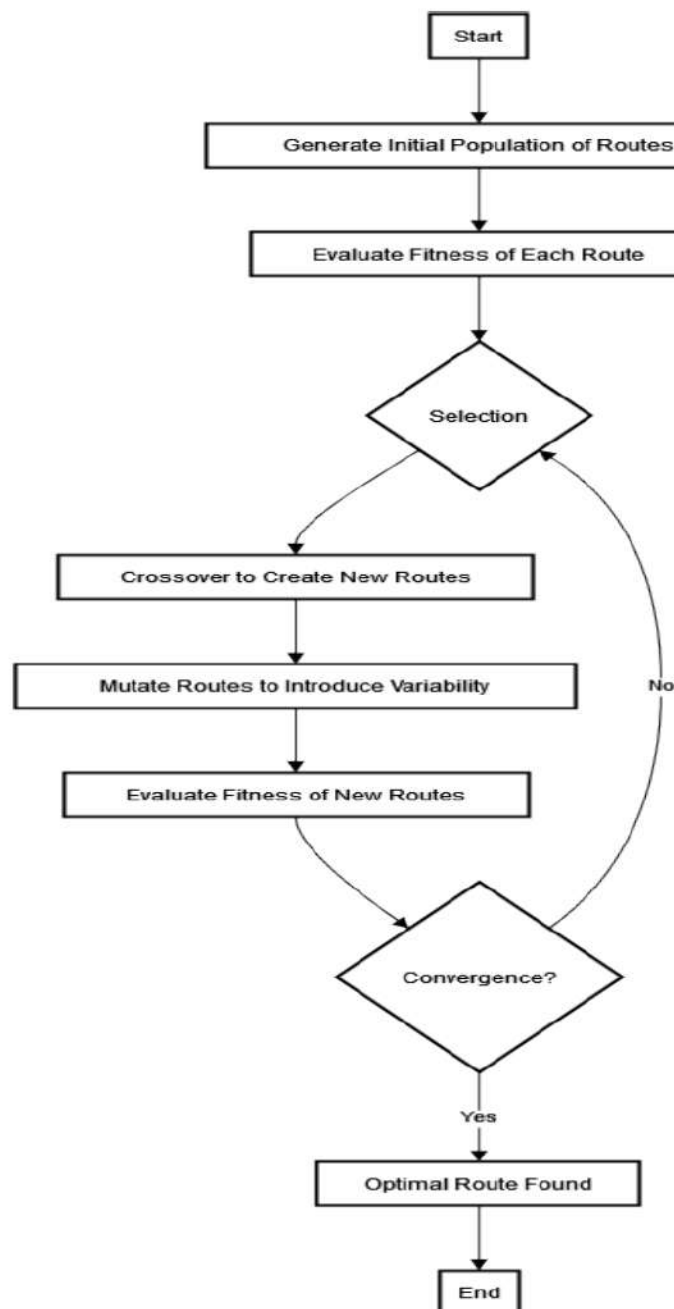 Start
Generate Initial Population of Routes
Evaluate Fitness of Each Route
Selection
Crossover to Create New Routes
Mutate Routes to Introduce Variability
No
Evaluate Fitness of New Routes
Convergence?
Yes
Optimal Route Found
End